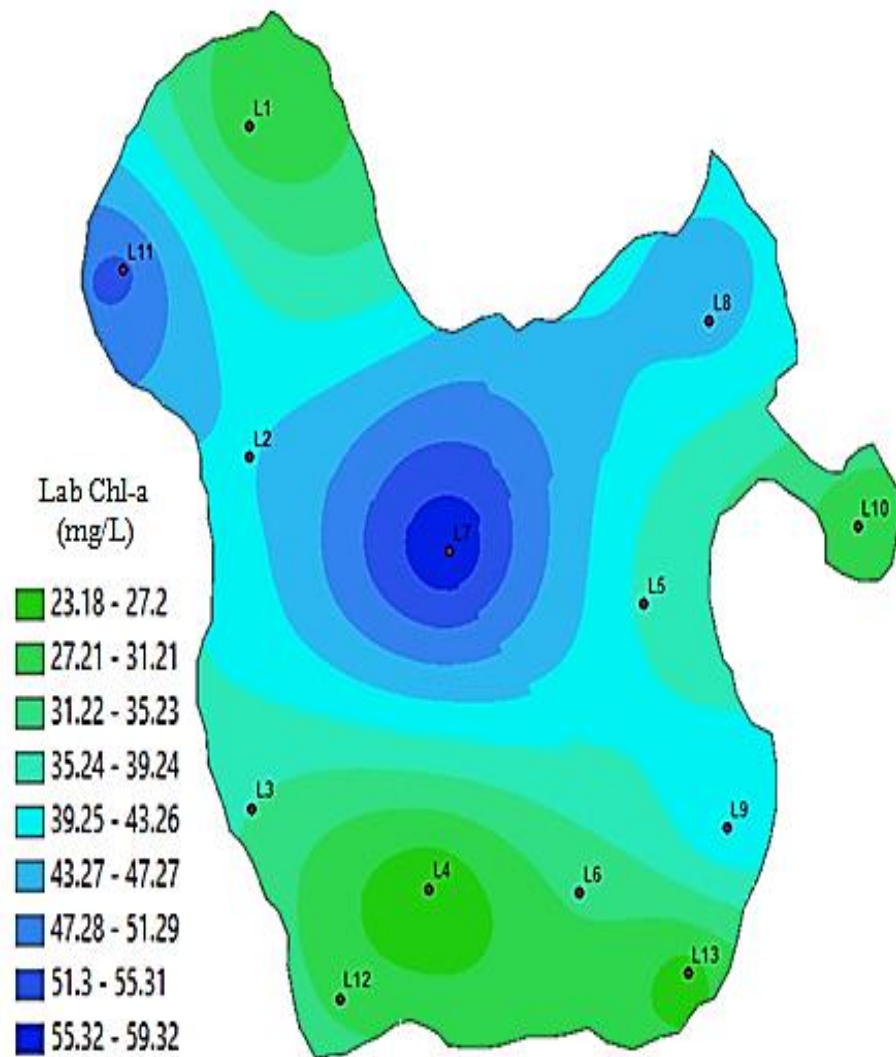 L1
L11
L8
L2
L10
L7
L5
L3
L9
L4
L6
L13
L12
Lab Chl-a
(mg/L)
23.18 - 27.2
27.21 - 31.21
31.22 - 35.23
35.24 - 39.24
39.25 - 43.26
43.27 - 47.27
47.28 - 51.29
51.3 - 55.31
55.32 - 59.32